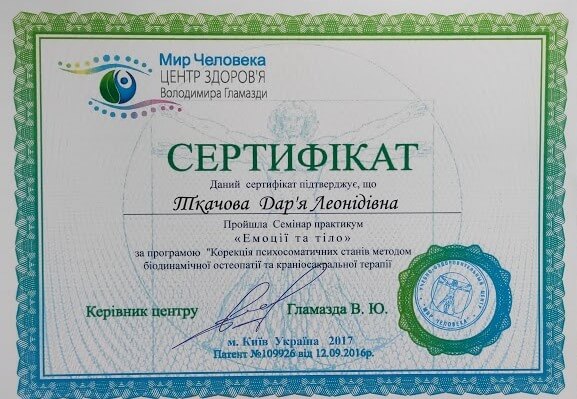 Мир Человека
ЦЕНТР ЗДОРОВ'Я
Володимира Гламазди
СЕРТИФІКАТ
Даний сертифікат підтверджує, що
Ткачова Дар'я Леонідівна
Пройшла Семінар практикум
«Емоції та тіло»
за програмою "Корекція психосоматичних станів методом
біодинамічної остеопатії та краніосакральної терапії
Керівник центру Гламазда В. Ю.
м. Київ Україна 2017
Патент №109926 від 12.09.2016р.
МИР ЧЕЛОВЕКА